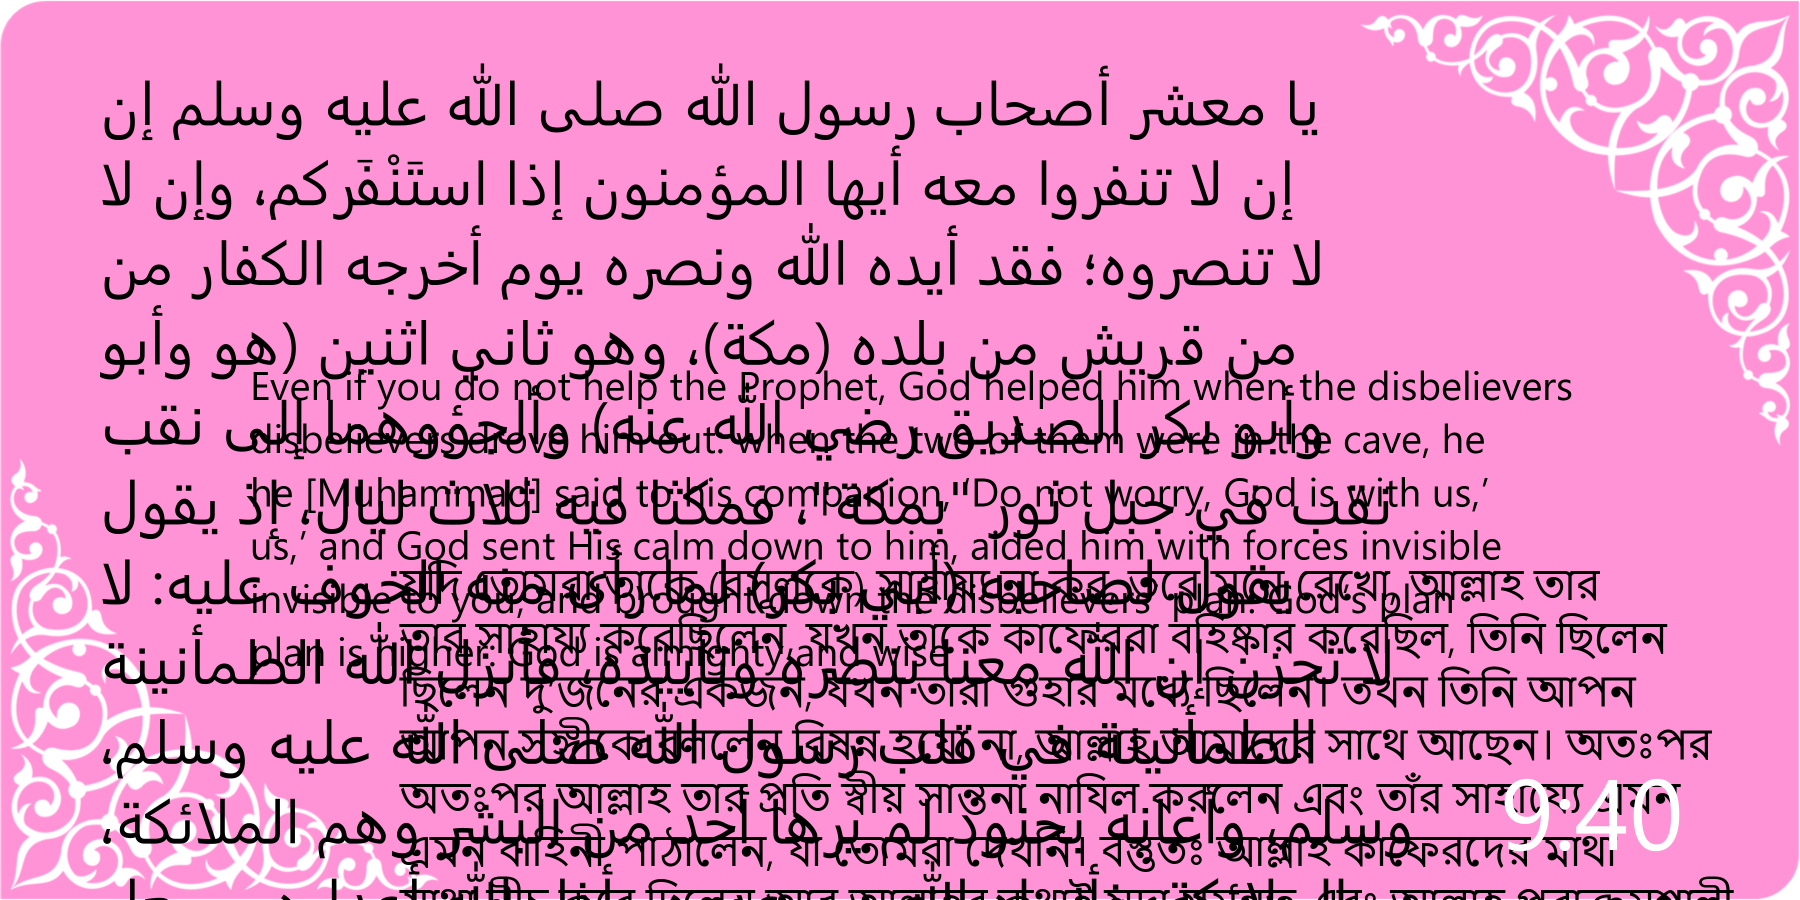 يا معشر أصحاب رسول الله صلى الله عليه وسلم إن
إن لا تنفروا معه أيها المؤمنون إذا استَنْفَركم، وإن لا
لا تنصروه؛ فقد أيده الله ونصره يوم أخرجه الكفار من
من قريش من بلده (مكة)، وهو ثاني اثنين (هو وأبو
وأبو بكر الصديق رضي الله عنه) وألجؤوهما إلى نقب
نقب في جبل ثور "بمكة"، فمكثا فيه ثلاث ليال، إذ يقول
يقول لصاحبه (أبي بكر) لما رأى منه الخوف عليه: لا
لا تحزن إن الله معنا بنصره وتأييده، فأنزل الله الطمأنينة
الطمأنينة في قلب رسول الله صلى الله عليه وسلم،
وسلم، وأعانه بجنود لم يرها أحد من البشر وهم الملائكة،
Even if you do not help the Prophet, God helped him when the disbelievers
disbelievers drove him out: when the two of them were in the cave, he
he [Muhammad] said to his companion, ‘Do not worry, God is with us,’
us,’ and God sent His calm down to him, aided him with forces invisible
invisible to you, and brought down the disbelievers’ plan. God’s plan
plan is higher: God is almighty and wise.
যদি তোমরা তাকে (রসূলকে) সাহায্য না কর, তবে মনে রেখো, আল্লাহ তার
তার সাহায্য করেছিলেন, যখন তাকে কাফেররা বহিষ্কার করেছিল, তিনি ছিলেন
ছিলেন দু’জনের একজন, যখন তারা গুহার মধ্যে ছিলেন। তখন তিনি আপন
আপন সঙ্গীকে বললেন বিষন্ন হয়ো না, আল্লাহ আমাদের সাথে আছেন। অতঃপর
অতঃপর আল্লাহ তার প্রতি স্বীয় সান্তনা নাযিল করলেন এবং তাঁর সাহায্যে এমন
এমন বাহিনী পাঠালেন, যা তোমরা দেখনি। বস্তুতঃ আল্লাহ কাফেরদের মাথা
9:40